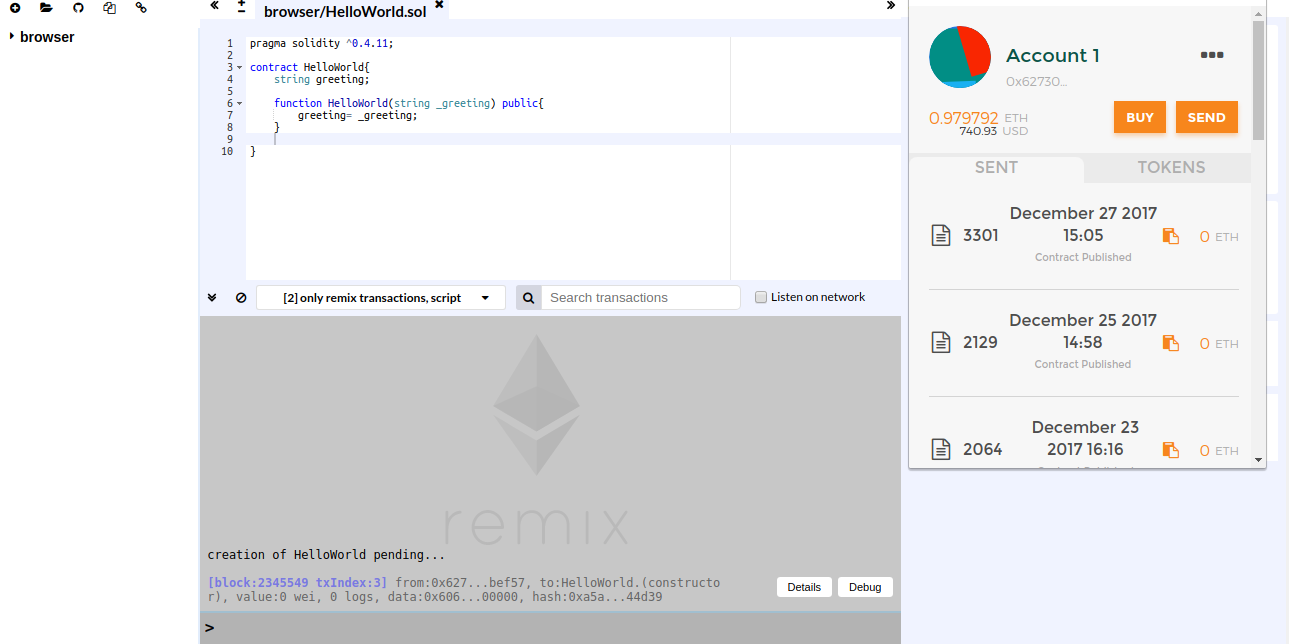 browser/HelloWorld.sol
browser
1 pragma solidity ^0.4.11;
2
3 contract HelloWorld{
4 string greeting;
5
6 function HelloWorld(string _greeting) public{
7 greeting= _greeting;
8 }
9
10 }
[2] only remix transactions, script
Search transactions
Listen on network
remix
creation of HelloWorld pending...
[block:2345549 txIndex:3] from:0x627...bef57, to:HelloWorld.(constructo
r), value:0 wei, 0 logs, data:0x606...00000, hash:0xa5a...44d39
Details
Debug
>
Account 1
0x62730...
0.979792 ETH
740.93 USD
BUY
SEND
SENT
TOKENS
3301
December 27 2017
15:05
Contract Published
0 ETH
2129
December 25 2017
14:58
Contract Published
0 ETH
2064
December 23
2017 16:16
0 ETH